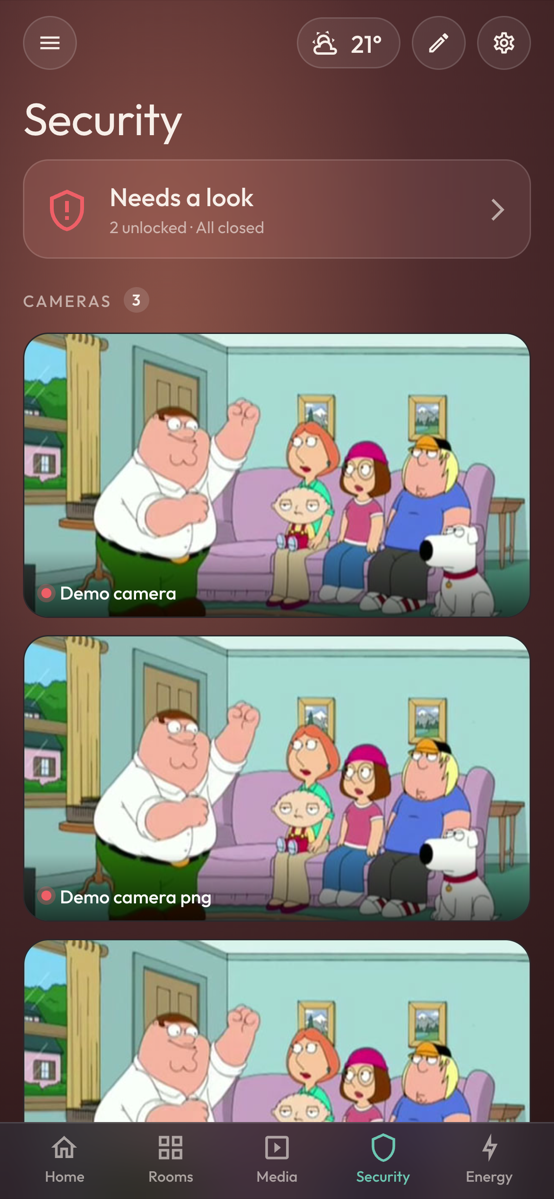 21°
Security
Needs a look
2 unlocked · All closed
CAMERAS 3
Demo camera
Demo camera png
Home
Rooms
Media
Security
Energy